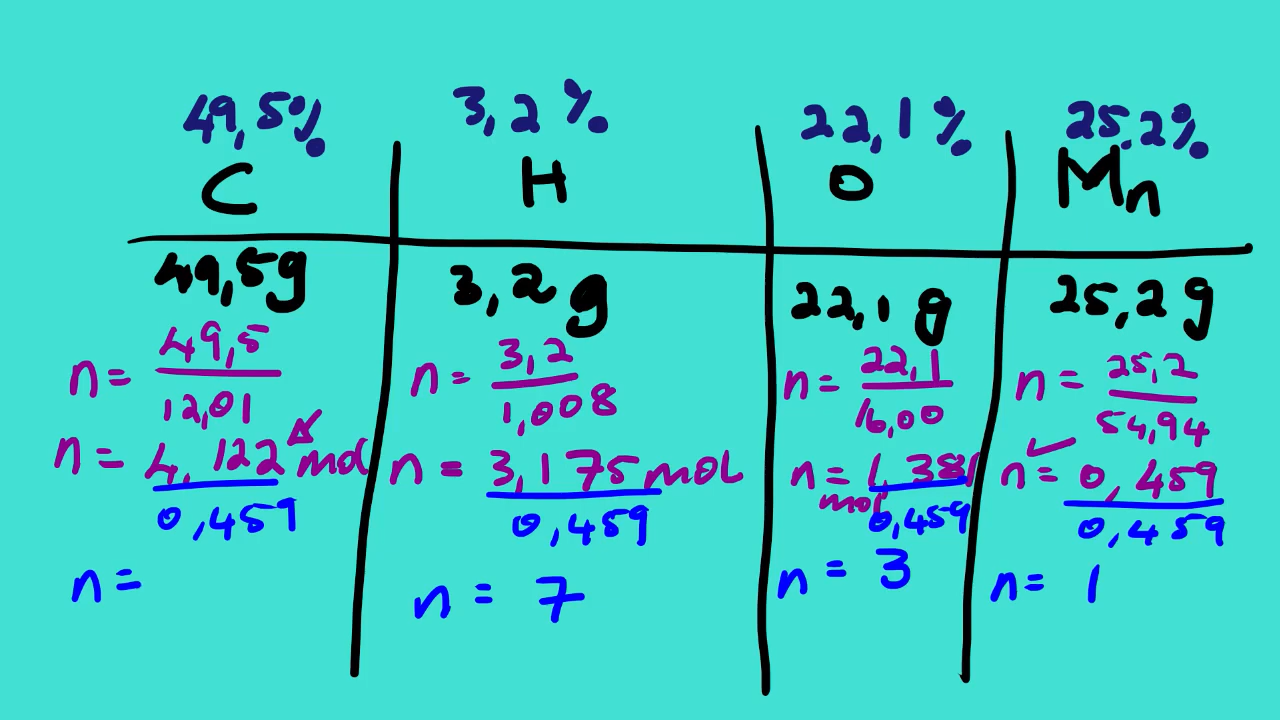 49,5% 3,2% 22,1% 25,2%
C H O Mn
49,5g 3,2g 22,1g 25,2g
n = 49,5/12,01 n = 3,2/1,008 n = 22,1/16,00 n = 25,2/54,94
n = 4,122 mol n = 3,175 mol n = 1,381 mol n = 0,459
0,459 0,459 0,459 0,459
n = n = 7 n = 3 n = 1